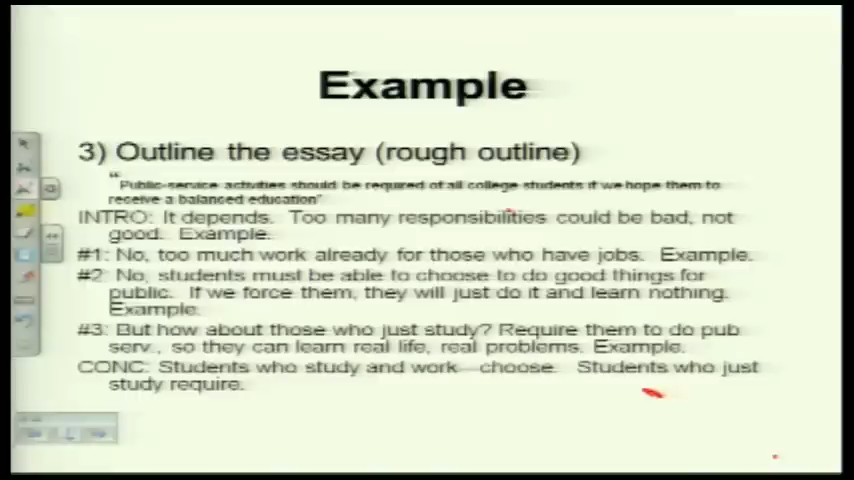 Example
3) Outline the essay (rough outline)
"Public-service activities should be required of all college students if we hope them to
receive a balanced education"
INTRO: It depends. Too many responsibilities could be bad, not
good. Example.
#1: No, too much work already for those who have jobs. Example.
#2: No, students must be able to choose to do good things for
public. If we force them, they will just do it and learn nothing.
Example.
#3: But how about those who just study? Require them to do pub
serv., so they can learn real life, real problems. Example.
CONC: Students who study and work choose. Students who just
study require.